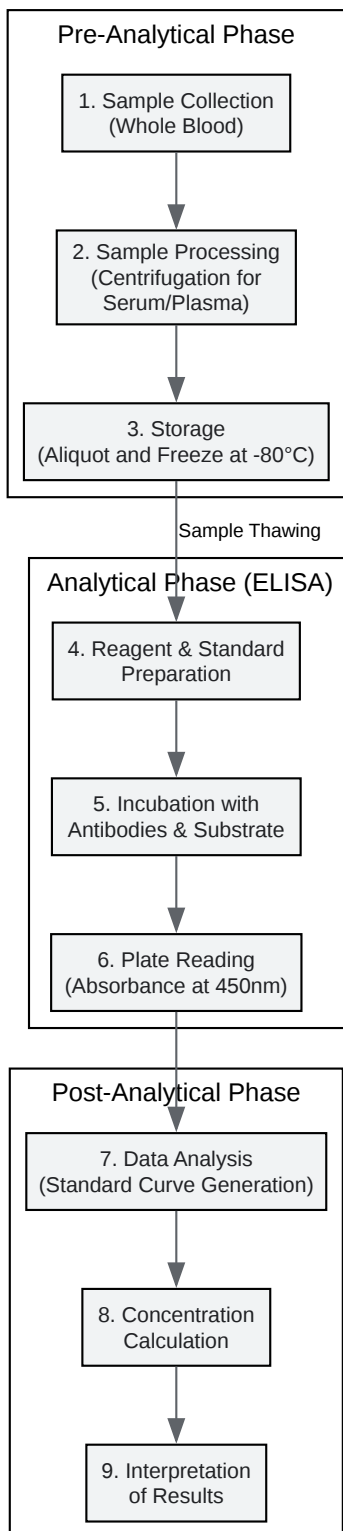 Pre-Analytical Phase
1. Sample Collection
(Whole Blood)
2. Sample Processing
(Centrifugation for
Serum/Plasma)
3. Storage
(Aliquot and Freeze at -80°C)
Sample Thawing
Analytical Phase (ELISA)
4. Reagent & Standard
Preparation
5. Incubation with
Antibodies & Substrate
6. Plate Reading
(Absorbance at 450nm)
Post-Analytical Phase
7. Data Analysis
(Standard Curve Generation)
8. Concentration
Calculation
9. Interpretation
of Results